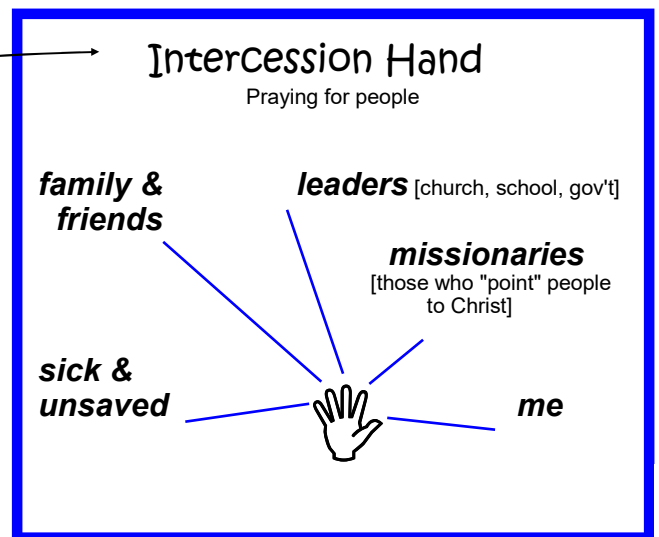 Intercession Hand
Praying for people
family &
friends
leaders [church, school, gov't]
missionaries
[those who "point" people
to Christ]
sick &
unsaved
me